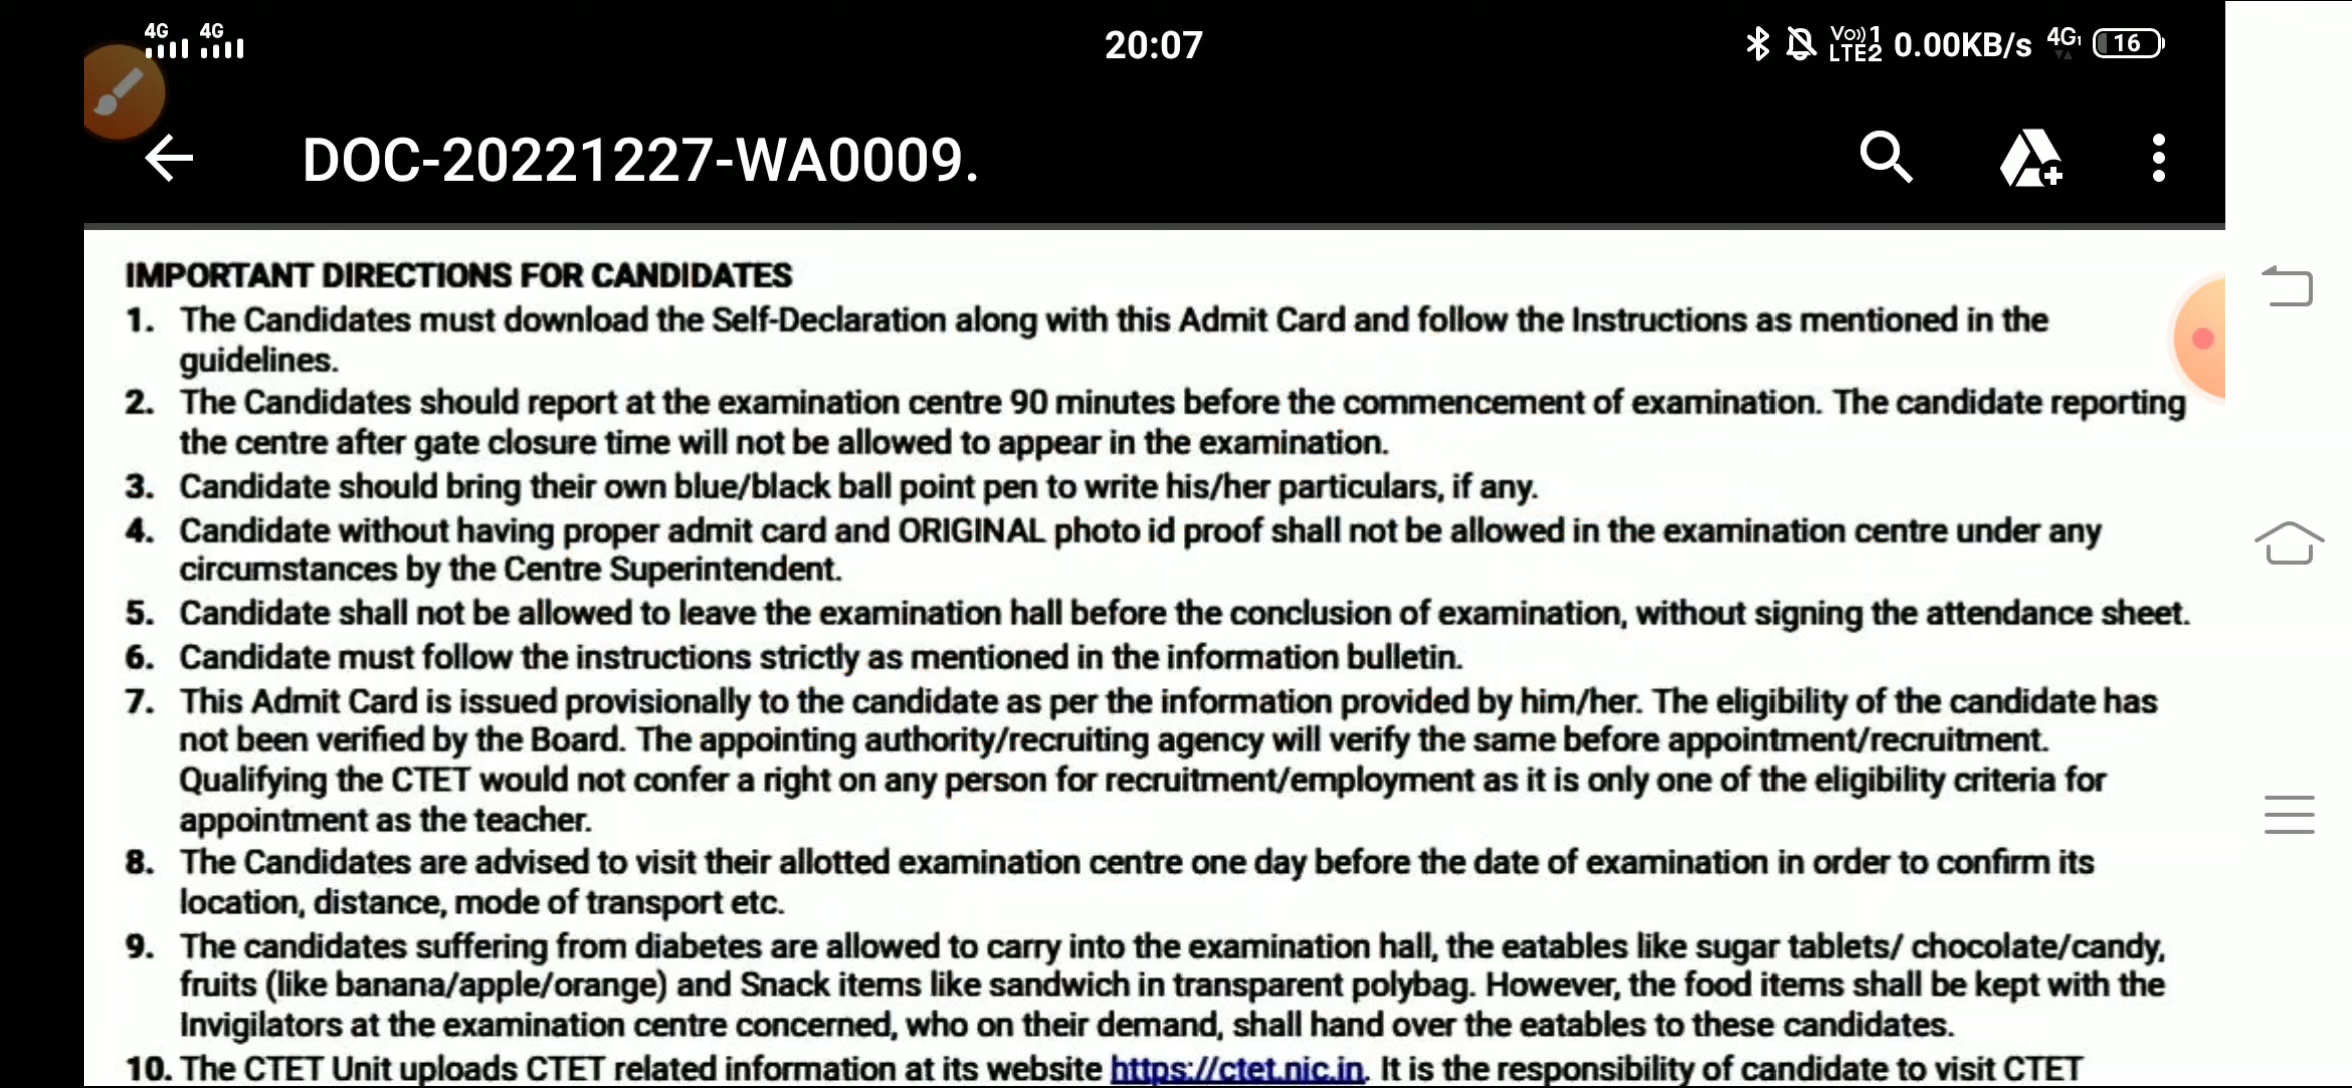 4G 4G
20:07
Vo)) 1
LTE2
0.00KB/s
4G1
16
DOC-20221227-WA0009.
IMPORTANT DIRECTIONS FOR CANDIDATES
1. The Candidates must download the Self-Declaration along with this Admit Card and follow the Instructions as mentioned in the
guidelines.
2. The Candidates should report at the examination centre 90 minutes before the commencement of examination. The candidate reporting
the centre after gate closure time will not be allowed to appear in the examination.
3. Candidate should bring their own blue/black ball point pen to write his/her particulars, if any.
4. Candidate without having proper admit card and ORIGINAL photo id proof shall not be allowed in the examination centre under any
circumstances by the Centre Superintendent.
5. Candidate shall not be allowed to leave the examination hall before the conclusion of examination, without signing the attendance sheet.
6. Candidate must follow the instructions strictly as mentioned in the information bulletin.
7. This Admit Card is issued provisionally to the candidate as per the information provided by him/her. The eligibility of the candidate has
not been verified by the Board. The appointing authority/recruiting agency will verify the same before appointment/recruitment.
Qualifying the CTET would not confer a right on any person for recruitment/employment as it is only one of the eligibility criteria for
appointment as the teacher.
8. The Candidates are advised to visit their allotted examination centre one day before the date of examination in order to confirm its
location, distance, mode of transport etc.
9. The candidates suffering from diabetes are allowed to carry into the examination hall, the eatables like sugar tablets/ chocolate/candy,
fruits (like banana/apple/orange) and Snack items like sandwich in transparent polybag. However, the food items shall be kept with the
Invigilators at the examination centre concerned, who on their demand, shall hand over the eatables to these candidates.
10. The CTET Unit uploads CTET related information at its website https://ctet.nic.in. It is the responsibility of candidate to visit CTET